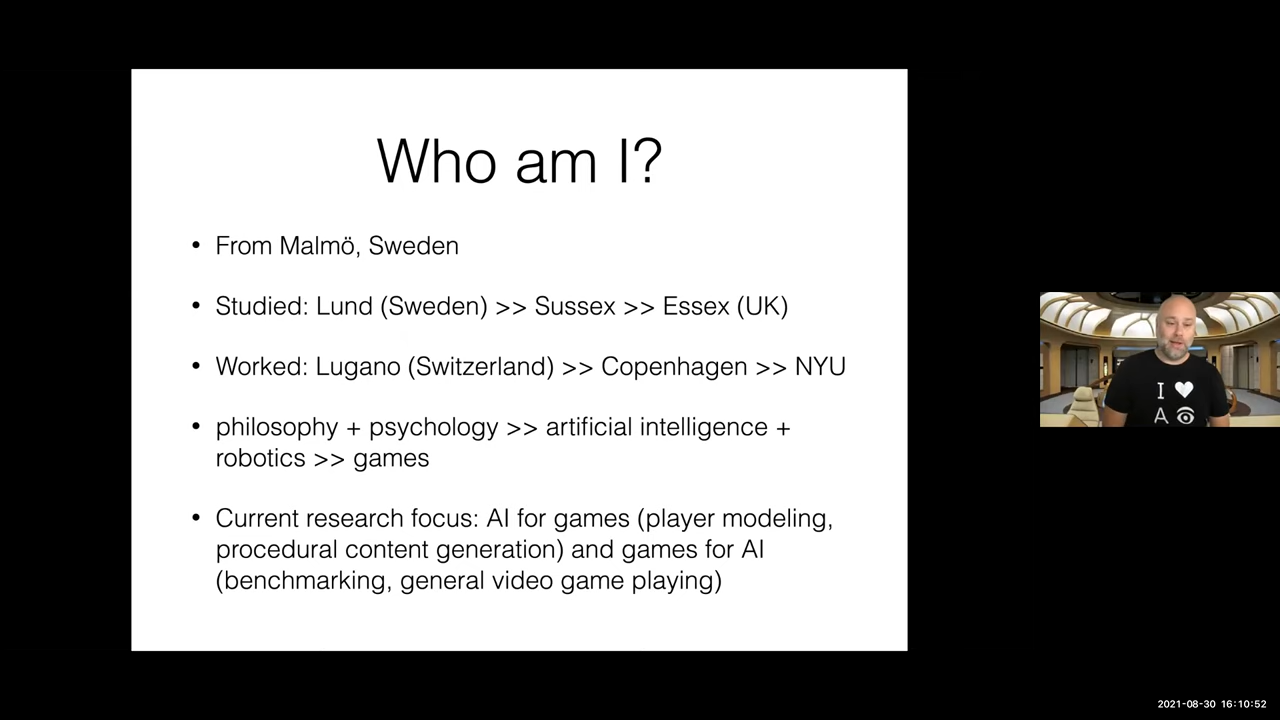 Who am I?
• From Malmö, Sweden
• Studied: Lund (Sweden) >> Sussex >> Essex (UK)
• Worked: Lugano (Switzerland) >> Copenhagen >> NYU
• philosophy + psychology >> artificial intelligence +
robotics >> games
• Current research focus: AI for games (player modeling,
procedural content generation) and games for AI
(benchmarking, general video game playing)
I
A
2021-08-30 16:10:52